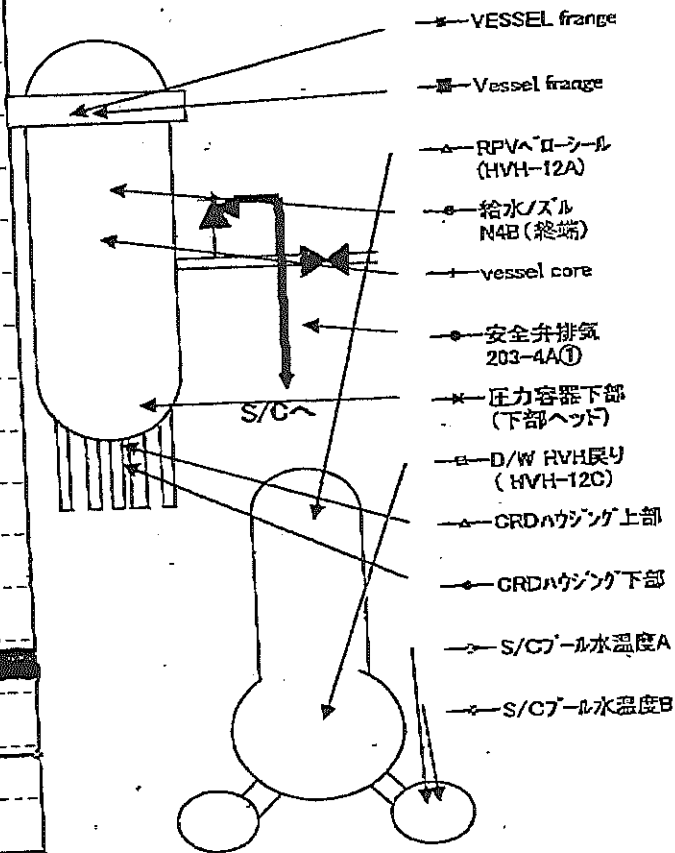 VESSEL frange
Vessel frange
RPVベローシール
(HVH-12A)
給水ノズル
N4B(終端)
vessel core
安全弁排気
203-4A①
圧力容器下部
(下部ヘッド)
S/Cへ
D/W HVH戻り
(HVH-12C)
CRDハウジング上部
CRDハウジング下部
S/Cプール水温度A
S/Cプール水温度B